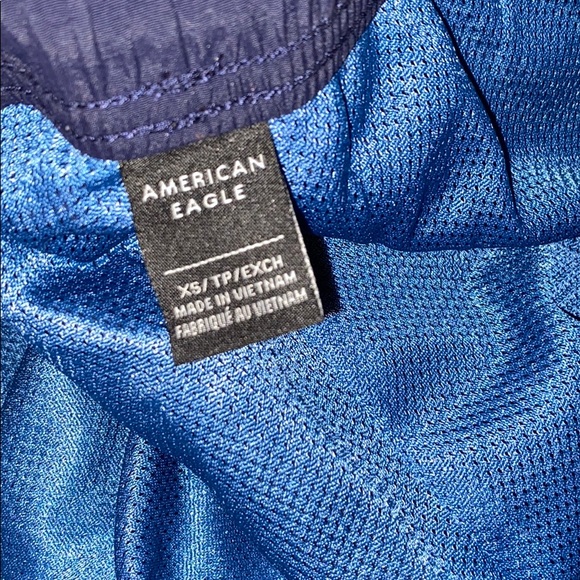 AMERICAN
EAGLE
XS/TP/EXCH
MADE IN VIETNAM
FABRIQUÉ AU VIETNAM